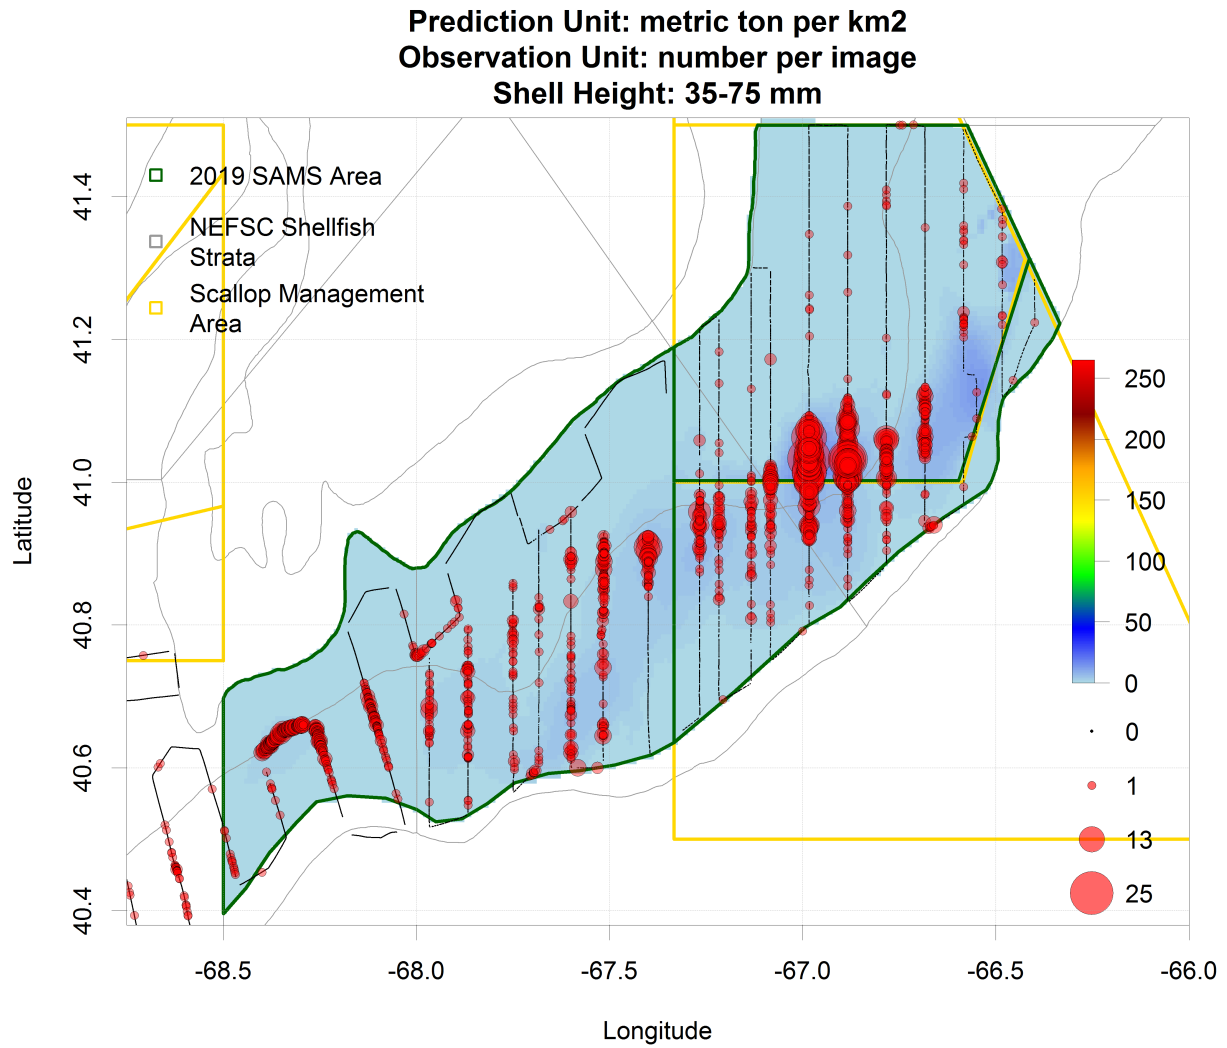 Prediction Unit: metric ton per km2
Observation Unit: number per image
Shell Height: 35-75 mm
2019 SAMS Area
NEFSC Shellfish
Strata
Scallop Management
Area
41.4
41.2
41.0
40.8
40.6
40.4
Latitude
250
200
150
100
50
0
0
1
13
25
-68.5
-68.0
-67.5
-67.0
-66.5
-66.0
Longitude